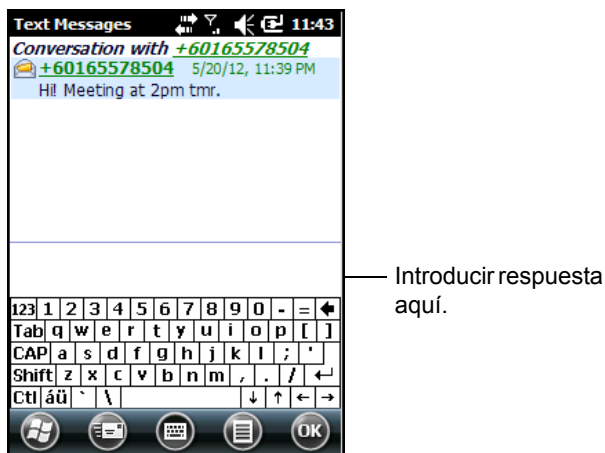 Text Messages 11:43
Conversation with +60165578504
+60165578504 5/20/12, 11:39 PM
Hi! Meeting at 2pm tmr.
Introducir respuesta
aquí.
123 1 2 3 4 5 6 7 8 9 0 - = ←
Tab q w e r t y u i o p [ ]
CAP a s d f g h j k l ; '
Shift z x c v b n m , . / ↵
Ctl áü ` \ ↓ ↑ ← →
OK